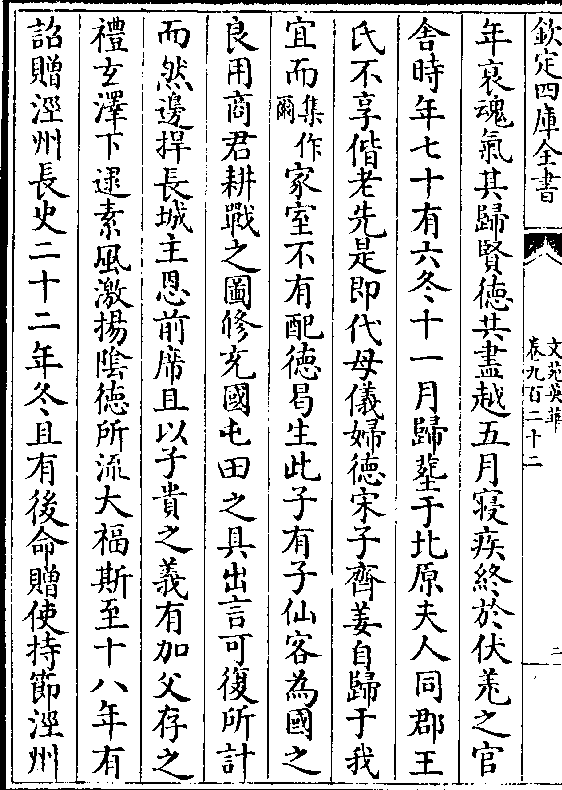 欽定四庫全書
文苑英華
卷九百二十二
二
年哀魂氣其歸賢徳共盡越五月寢疾終於伏羗之官
舍時年七十有六冬十一月歸塟于北原夫人同郡王
氏不享偕老先是即代母儀婦徳宋子齊姜自歸于我
宜而集作爾家室不有配徳曷生此子有子仙客為國之
良用商君耕戰之圖修充國屯田之具出言可復所計
而然邊捍長城主恩前席且以子貴之義有加父存之
禮玄澤下逮素風激揚隂徳所流大福斯至十八年有
詔贈涇州長史二十二年冬且有後命贈使持節涇州